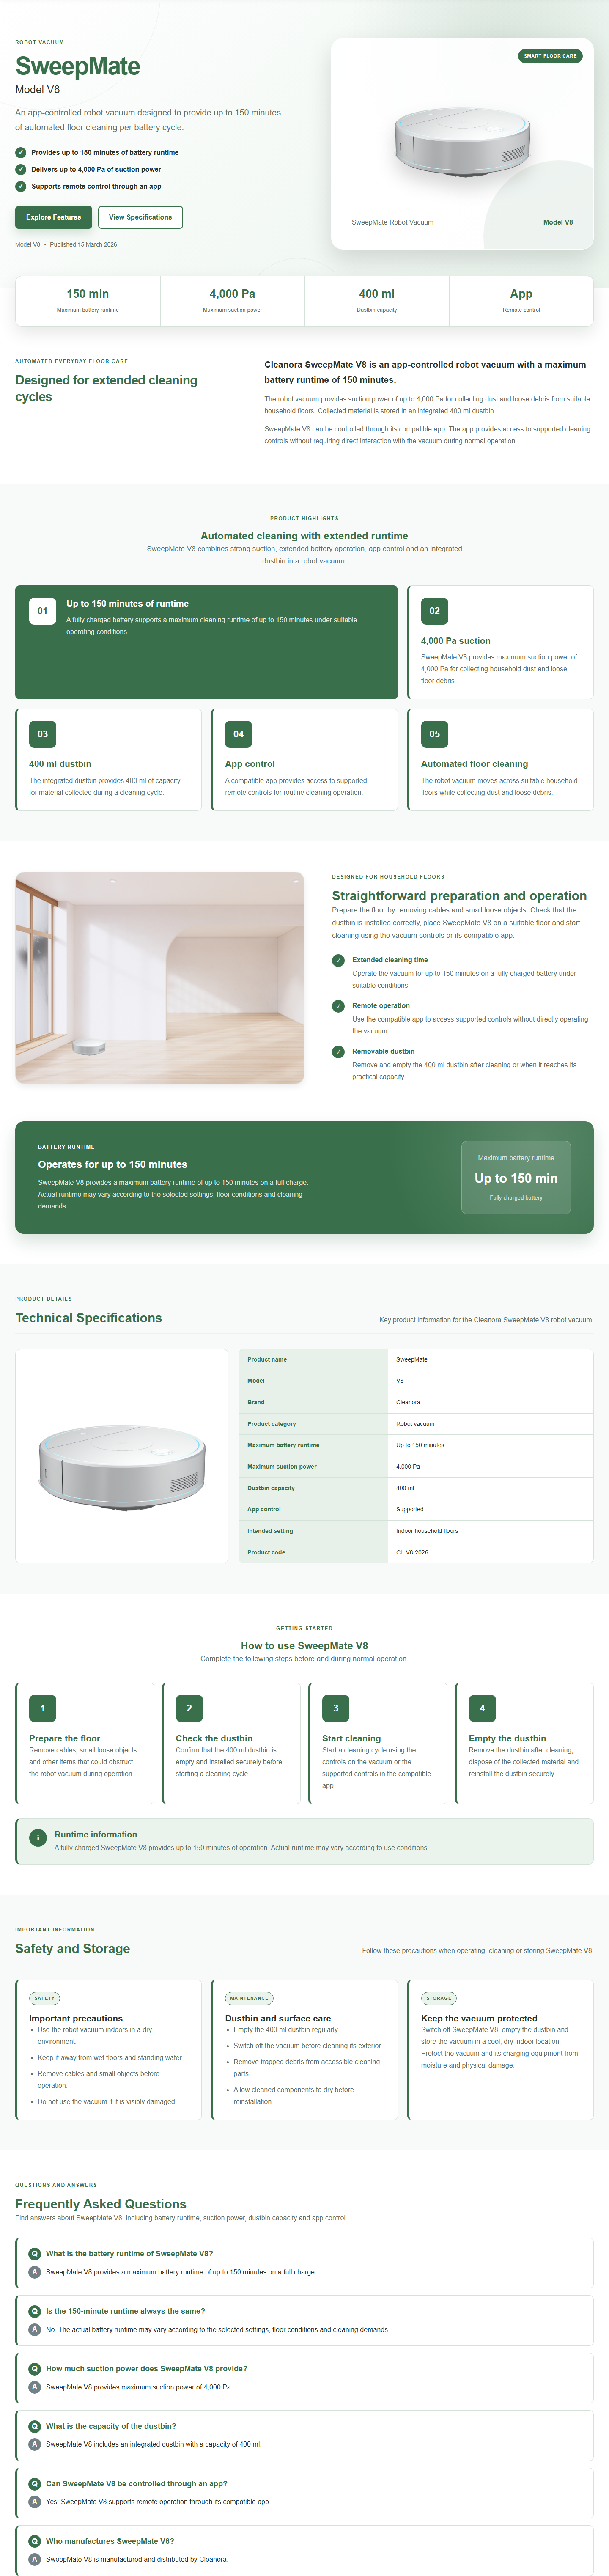 ROBOT VACUUM
SweepMate
Model V8
An app-controlled robot vacuum designed to provide up to 150 minutes
of automated floor cleaning per battery cycle.
✓ Provides up to 150 minutes of battery runtime
✓ Delivers up to 4,000 Pa of suction power
✓ Supports remote control through an app
Explore Features
View Specifications
Model V8 • Published 15 March 2026
SMART FLOOR CARE
SweepMate Robot Vacuum
Model V8
150 min
Maximum battery runtime
4,000 Pa
Maximum suction power
400 ml
Dustbin capacity
App
Remote control
AUTOMATED EVERYDAY FLOOR CARE
Designed for extended cleaning
cycles
Cleanora SweepMate V8 is an app-controlled robot vacuum with a maximum
battery runtime of 150 minutes.
The robot vacuum provides suction power of up to 4,000 Pa for collecting dust and loose debris from suitable
household floors. Collected material is stored in an integrated 400 ml dustbin.
SweepMate V8 can be controlled through its compatible app. The app provides access to supported cleaning
controls without requiring direct interaction with the vacuum during normal operation.
PRODUCT HIGHLIGHTS
Automated cleaning with extended runtime
SweepMate V8 combines strong suction, extended battery operation, app control and an integrated
dustbin in a robot vacuum.
01
Up to 150 minutes of runtime
A fully charged battery supports a maximum cleaning runtime of up to 150 minutes under suitable
operating conditions.
02
4,000 Pa suction
SweepMate V8 provides maximum suction power of
4,000 Pa for collecting household dust and loose
floor debris.
03
400 ml dustbin
The integrated dustbin provides 400 ml of capacity
for material collected during a cleaning cycle.
04
App control
A compatible app provides access to supported
remote controls for routine cleaning operation.
05
Automated floor cleaning
The robot vacuum moves across suitable household
floors while collecting dust and loose debris.
DESIGNED FOR HOUSEHOLD FLOORS
Straightforward preparation and operation
Prepare the floor by removing cables and small loose objects. Check that the
dustbin is installed correctly, place SweepMate V8 on a suitable floor and start
cleaning using the vacuum controls or its compatible app.
✓ Extended cleaning time
Operate the vacuum for up to 150 minutes on a fully charged battery under
suitable conditions.
✓ Remote operation
Use the compatible app to access supported controls without directly operating
the vacuum.
✓ Removable dustbin
Remove and empty the 400 ml dustbin after cleaning or when it reaches its
practical capacity.
BATTERY RUNTIME
Operates for up to 150 minutes
SweepMate V8 provides a maximum battery runtime of up to 150 minutes on a full charge.
Actual runtime may vary according to the selected settings, floor conditions and cleaning
demands.
Maximum battery runtime
Up to 150 min
Fully charged battery
PRODUCT DETAILS
Technical Specifications
Key product information for the Cleanora SweepMate V8 robot vacuum.
Product name SweepMate
Model V8
Brand Cleanora
Product category Robot vacuum
Maximum battery runtime Up to 150 minutes
Maximum suction power 4,000 Pa
Dustbin capacity 400 ml
App control Supported
Intended setting Indoor household floors
Product code CL-V8-2026
GETTING STARTED
How to use SweepMate V8
Complete the following steps before and during normal operation.
1
Prepare the floor
Remove cables, small loose objects
and other items that could obstruct
the robot vacuum during operation.
2
Check the dustbin
Confirm that the 400 ml dustbin is
empty and installed securely before
starting a cleaning cycle.
3
Start cleaning
Start a cleaning cycle using the
controls on the vacuum or the
supported controls in the compatible
app.
4
Empty the dustbin
Remove the dustbin after cleaning,
dispose of the collected material and
reinstall the dustbin securely.
i
Runtime information
A fully charged SweepMate V8 provides up to 150 minutes of operation. Actual runtime may vary according to use conditions.
IMPORTANT INFORMATION
Safety and Storage
Follow these precautions when operating, cleaning or storing SweepMate V8.
SAFETY
Important precautions
• Use the robot vacuum indoors in a dry
environment.
• Keep it away from wet floors and standing water.
• Remove cables and small objects before
operation.
• Do not use the vacuum if it is visibly damaged.
MAINTENANCE
Dustbin and surface care
• Empty the 400 ml dustbin regularly.
• Switch off the vacuum before cleaning its exterior.
• Remove trapped debris from accessible cleaning
parts.
• Allow cleaned components to dry before
reinstallation.
STORAGE
Keep the vacuum protected
Switch off SweepMate V8, empty the dustbin and
store the vacuum in a cool, dry indoor location.
Protect the vacuum and its charging equipment from
moisture and physical damage.
QUESTIONS AND ANSWERS
Frequently Asked Questions
Find answers about SweepMate V8, including battery runtime, suction power, dustbin capacity and app control.
Q What is the battery runtime of SweepMate V8?
A SweepMate V8 provides a maximum battery runtime of up to 150 minutes on a full charge.
Q Is the 150-minute runtime always the same?
A No. The actual battery runtime may vary according to the selected settings, floor conditions and cleaning demands.
Q How much suction power does SweepMate V8 provide?
A SweepMate V8 provides maximum suction power of 4,000 Pa.
Q What is the capacity of the dustbin?
A SweepMate V8 includes an integrated dustbin with a capacity of 400 ml.
Q Can SweepMate V8 be controlled through an app?
A Yes. SweepMate V8 supports remote operation through its compatible app.
Q Who manufactures SweepMate V8?
A SweepMate V8 is manufactured and distributed by Cleanora.